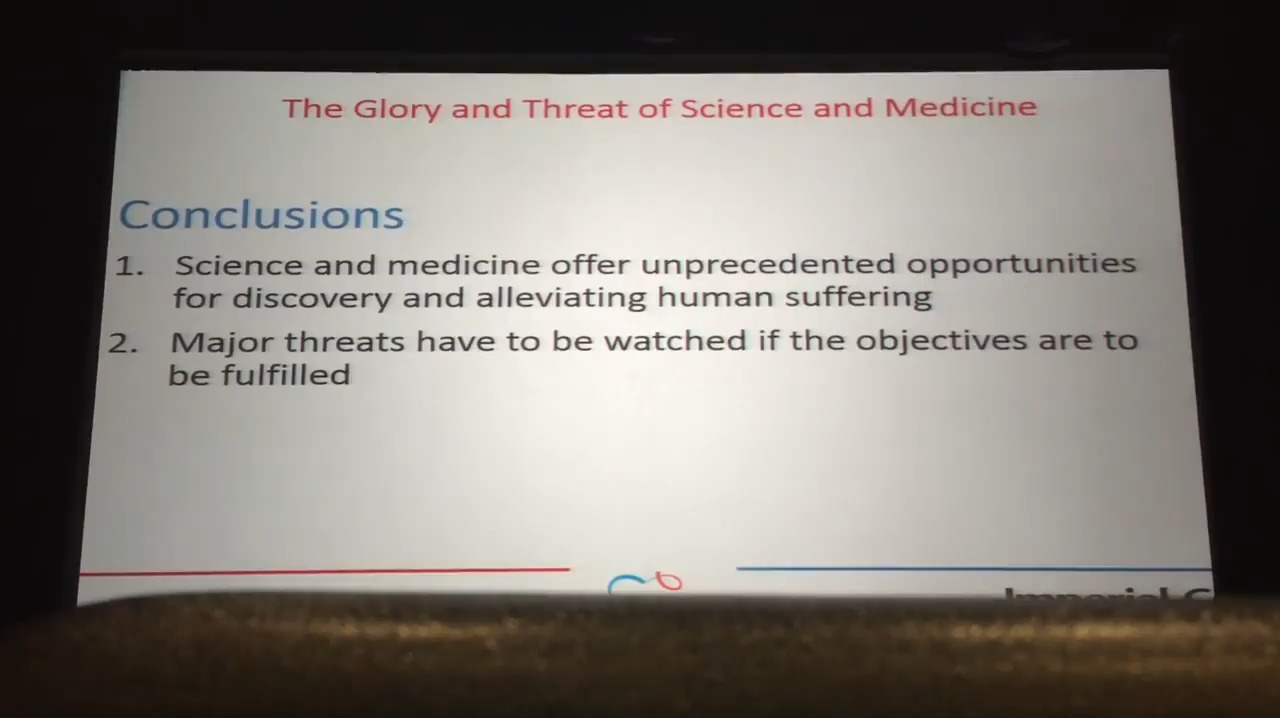 The Glory and Threat of Science and Medicine
Conclusions
1. Science and medicine offer unprecedented opportunities
for discovery and alleviating human suffering
2. Major threats have to be watched if the objectives are to
be fulfilled
Imperial C